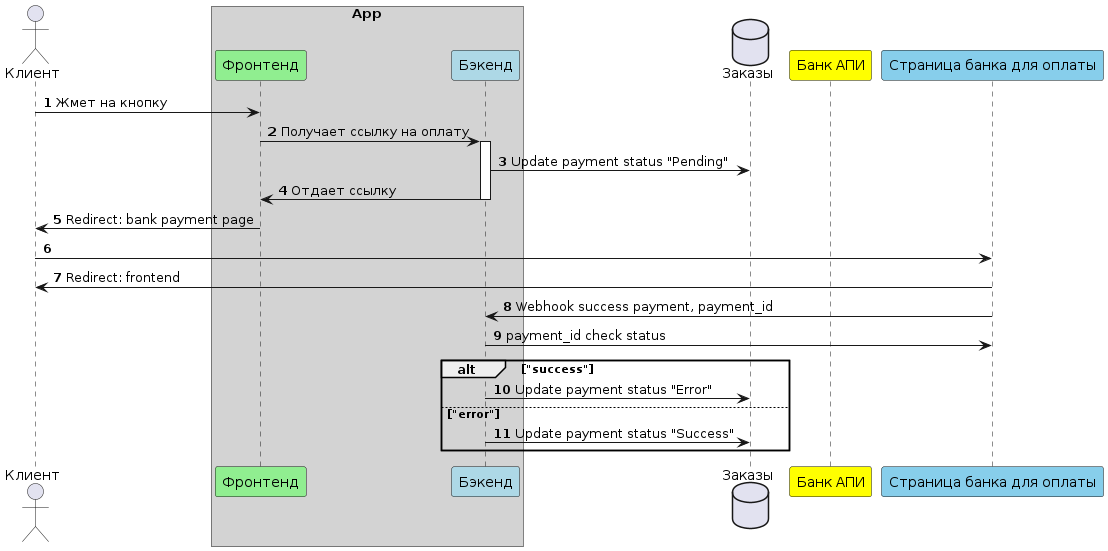 App
Клиент
Фронтенд
Бэкенд
Заказы
Банк АПИ
Страница банка для оплаты
1 Жмет на кнопку
2 Получает ссылку на оплату
3 Update payment status "Pending"
4 Отдает ссылку
5 Redirect: bank payment page
6
7 Redirect: frontend
8 Webhook success payment, payment_id
9 payment_id check status
alt ["success"]
10 Update payment status "Error"
["error"]
11 Update payment status "Success"
Клиент
Фронтенд
Бэкенд
Заказы
Банк АПИ
Страница банка для оплаты